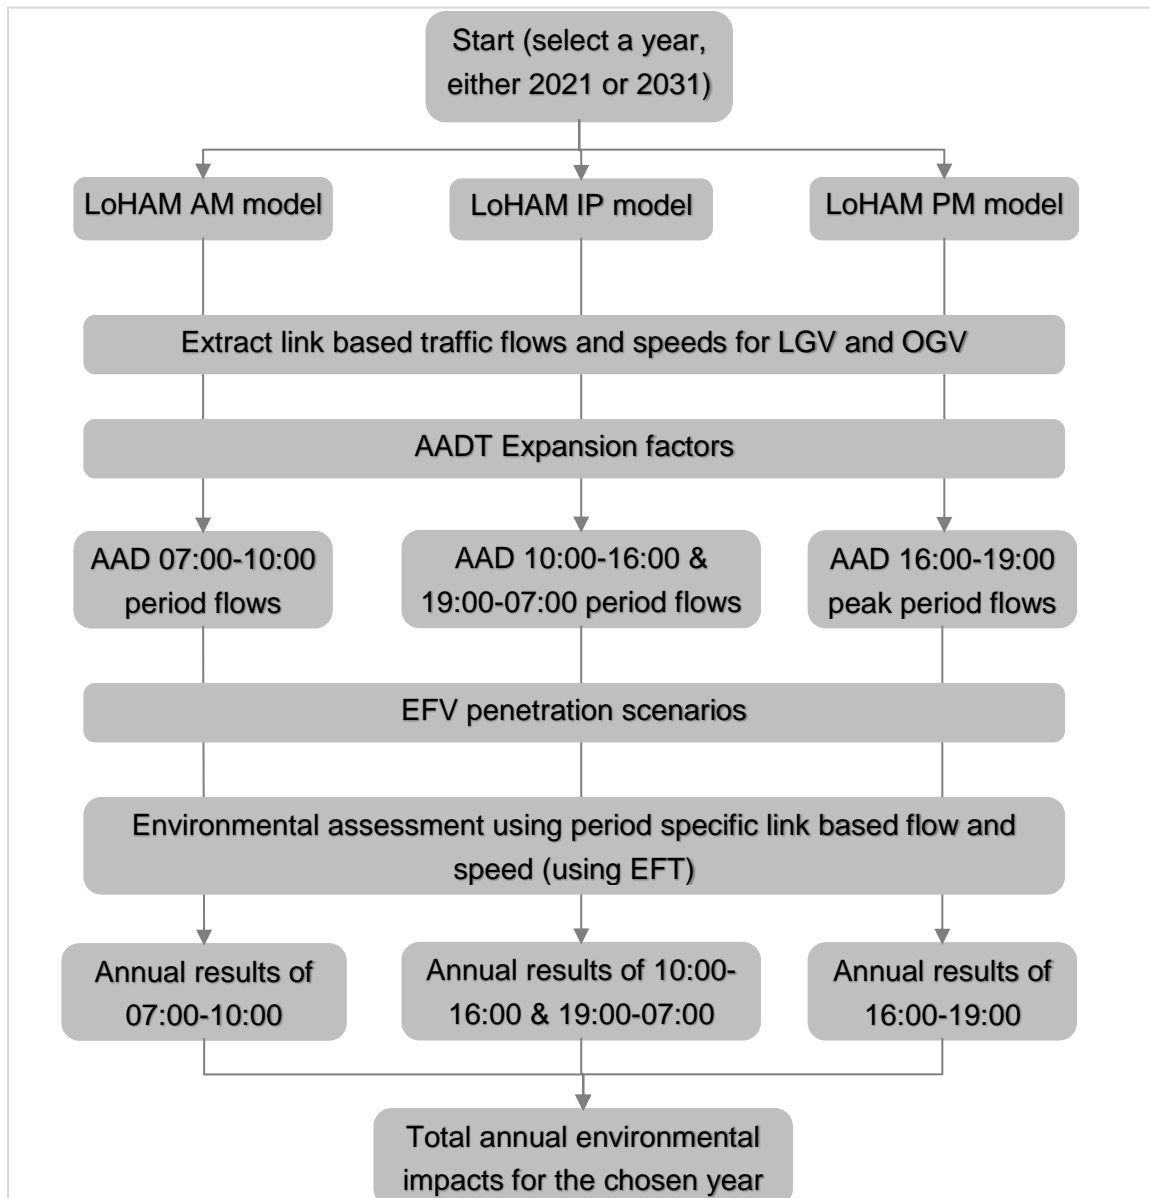 Start (select a year,
either 2021 or 2031)
LoHAM AM model
LoHAM IP model
LoHAM PM model
Extract link based traffic flows and speeds for LGV and OGV
AADT Expansion factors
AAD 07:00-10:00
period flows
AAD 10:00-16:00 &
19:00-07:00 period flows
AAD 16:00-19:00
peak period flows
EFV penetration scenarios
Environmental assessment using period specific link based flow and
speed (using EFT)
Annual results of
07:00-10:00
Annual results of 10:00-
16:00 & 19:00-07:00
Annual results of
16:00-19:00
Total annual environmental
impacts for the chosen year